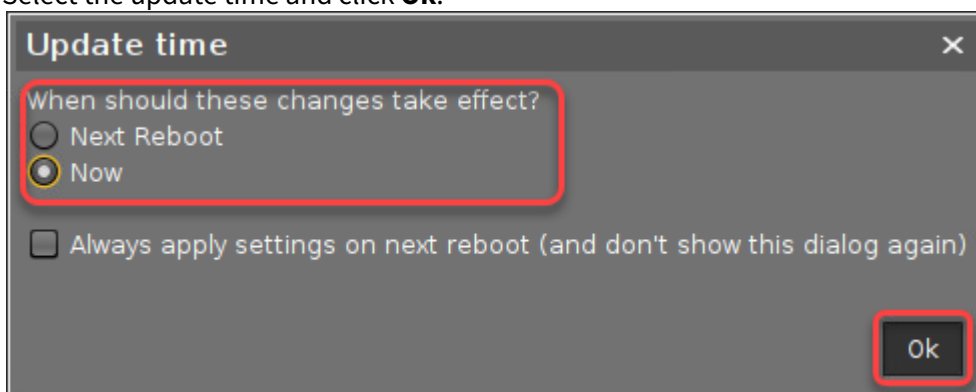 Select the update time and click Ok.
Update time
When should these changes take effect?
Next Reboot
Now
Always apply settings on next reboot (and don't show this dialog again)
Ok